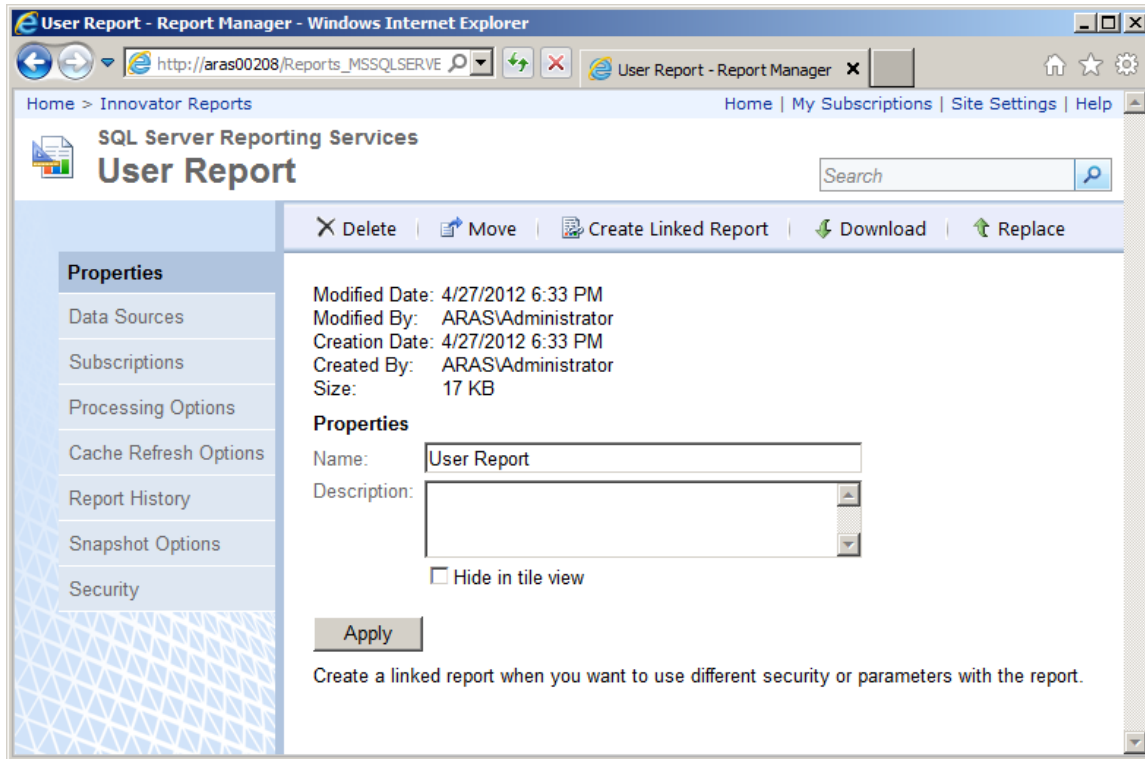 User Report - Report Manager - Windows Internet Explorer
http://aras00208/Reports_MSSQLSERVE
User Report - Report Manager
Home > Innovator Reports
Home | My Subscriptions | Site Settings | Help
SQL Server Reporting Services
User Report
Search
Delete | Move | Create Linked Report | Download | Replace
Properties
Data Sources
Subscriptions
Processing Options
Cache Refresh Options
Report History
Snapshot Options
Security
Modified Date: 4/27/2012 6:33 PM
Modified By: ARAS\Administrator
Creation Date: 4/27/2012 6:33 PM
Created By: ARAS\Administrator
Size: 17 KB
Properties
Name: User Report
Description:
Hide in tile view
Apply
Create a linked report when you want to use different security or parameters with the report.